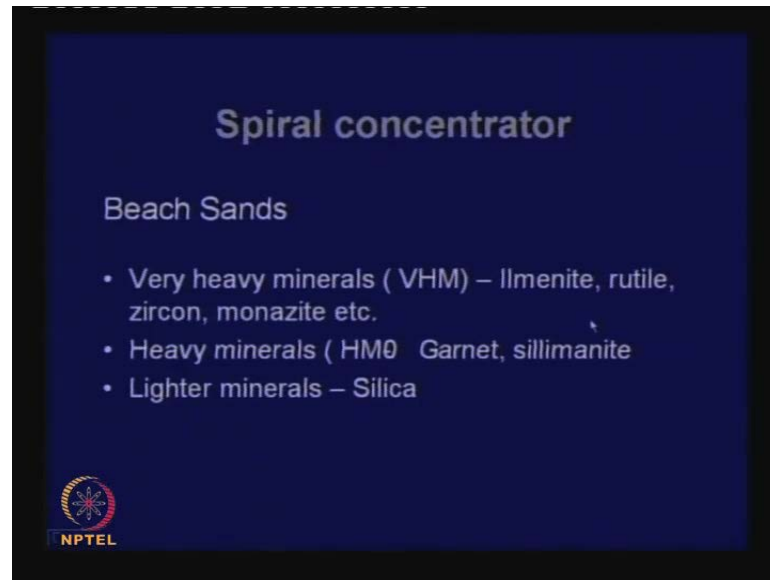 Spiral concentrator
Beach Sands
• Very heavy minerals ( VHM) – Ilmenite, rutile,
zircon, monazite etc.
• Heavy minerals ( HM0 Garnet, sillimanite
• Lighter minerals – Silica
NPTEL